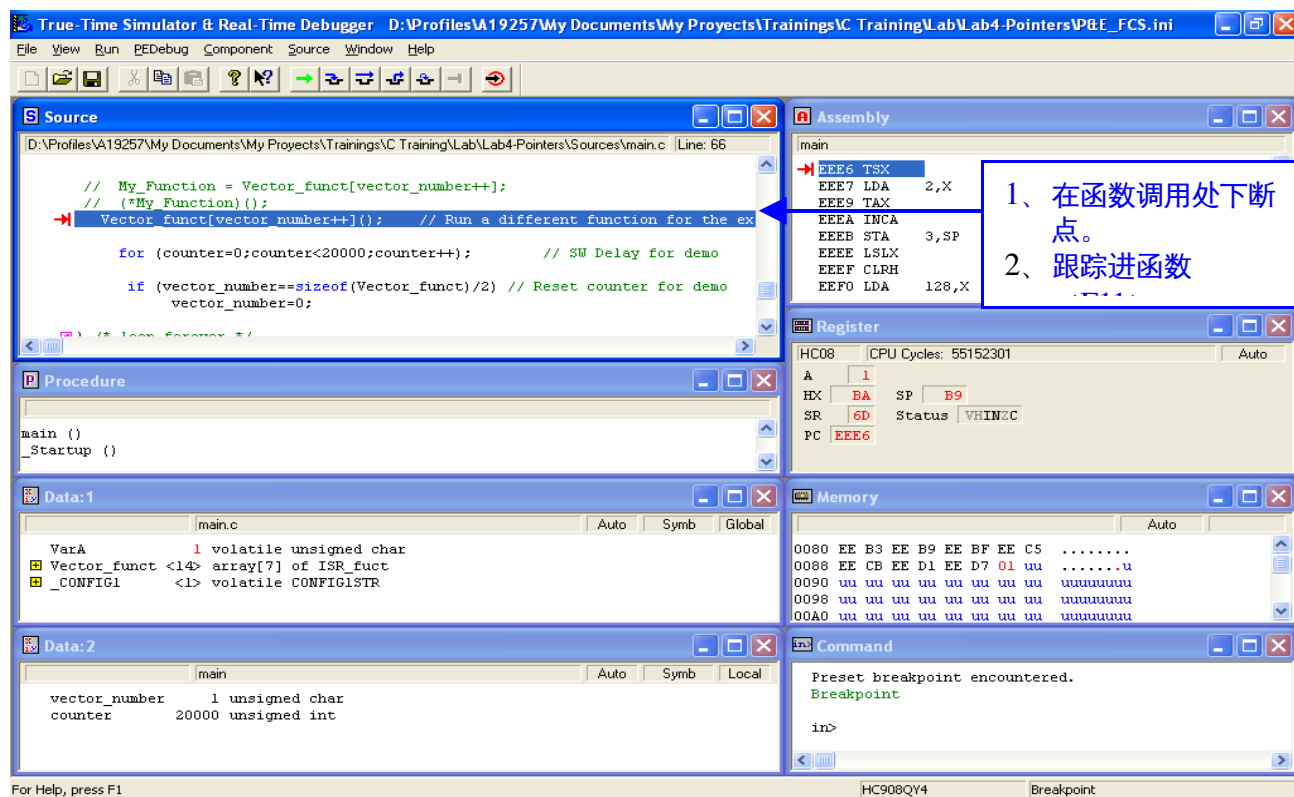 True-Time Simulator & Real-Time Debugger D:\Profiles\A19257\My Documents\My Proyects\Trainings\C Training\Lab\Lab4-Pointers\P&E_FCS.ini
File View Run PEDebug Component Source Window Help
Source
D:\Profiles\A19257\My Documents\My Proyects\Trainings\C Training\Lab\Lab4-Pointers\Sources\main.c Line: 66
// My_Function = Vector_funct[vector_number++];
// (*My_Function)();
Vector_funct[vector_number++](); // Run a different function for the ex
for (counter=0;counter<20000;counter++); // SW Delay for demo
if (vector_number==sizeof(Vector_funct)/2) // Reset counter for demo
vector_number=0;
} /* loop forever */
Assembly
main
EEE6 TSX
EEE7 LDA 2,X
EEE9 TAX
EEEA INCA
EEEB STA 3,SP
EEEE LSLX
EEEF CLRH
EEF0 LDA 128,X
1、在函数调用处下断
点。
2、跟踪进函数
Register
HC08 CPU Cycles: 55152301 Auto
A 1
HX BA SP B9
SR 6D Status VHINZC
PC EEE6
Procedure
main ()
_Startup ()
Data:1
main.c Auto Symb Global
VarA 1 volatile unsigned char
Vector_funct <14> array[7] of ISR_fuct
_CONFIG1 <1> volatile CONFIG1STR
Memory
Auto
0080 EE B3 EE B9 EE BF EE C5 ........
0088 EE CB EE D1 EE D7 01 uu .......u
0090 uu uu uu uu uu uu uu uu uuuuuuuu
0098 uu uu uu uu uu uu uu uu uuuuuuuu
00A0 uu uu uu uu uu uu uu uu uuuuuuuu
Data:2
main Auto Symb Local
vector_number 1 unsigned char
counter 20000 unsigned int
Command
Preset breakpoint encountered.
Breakpoint
in>
For Help, press F1 HC908QY4 Breakpoint